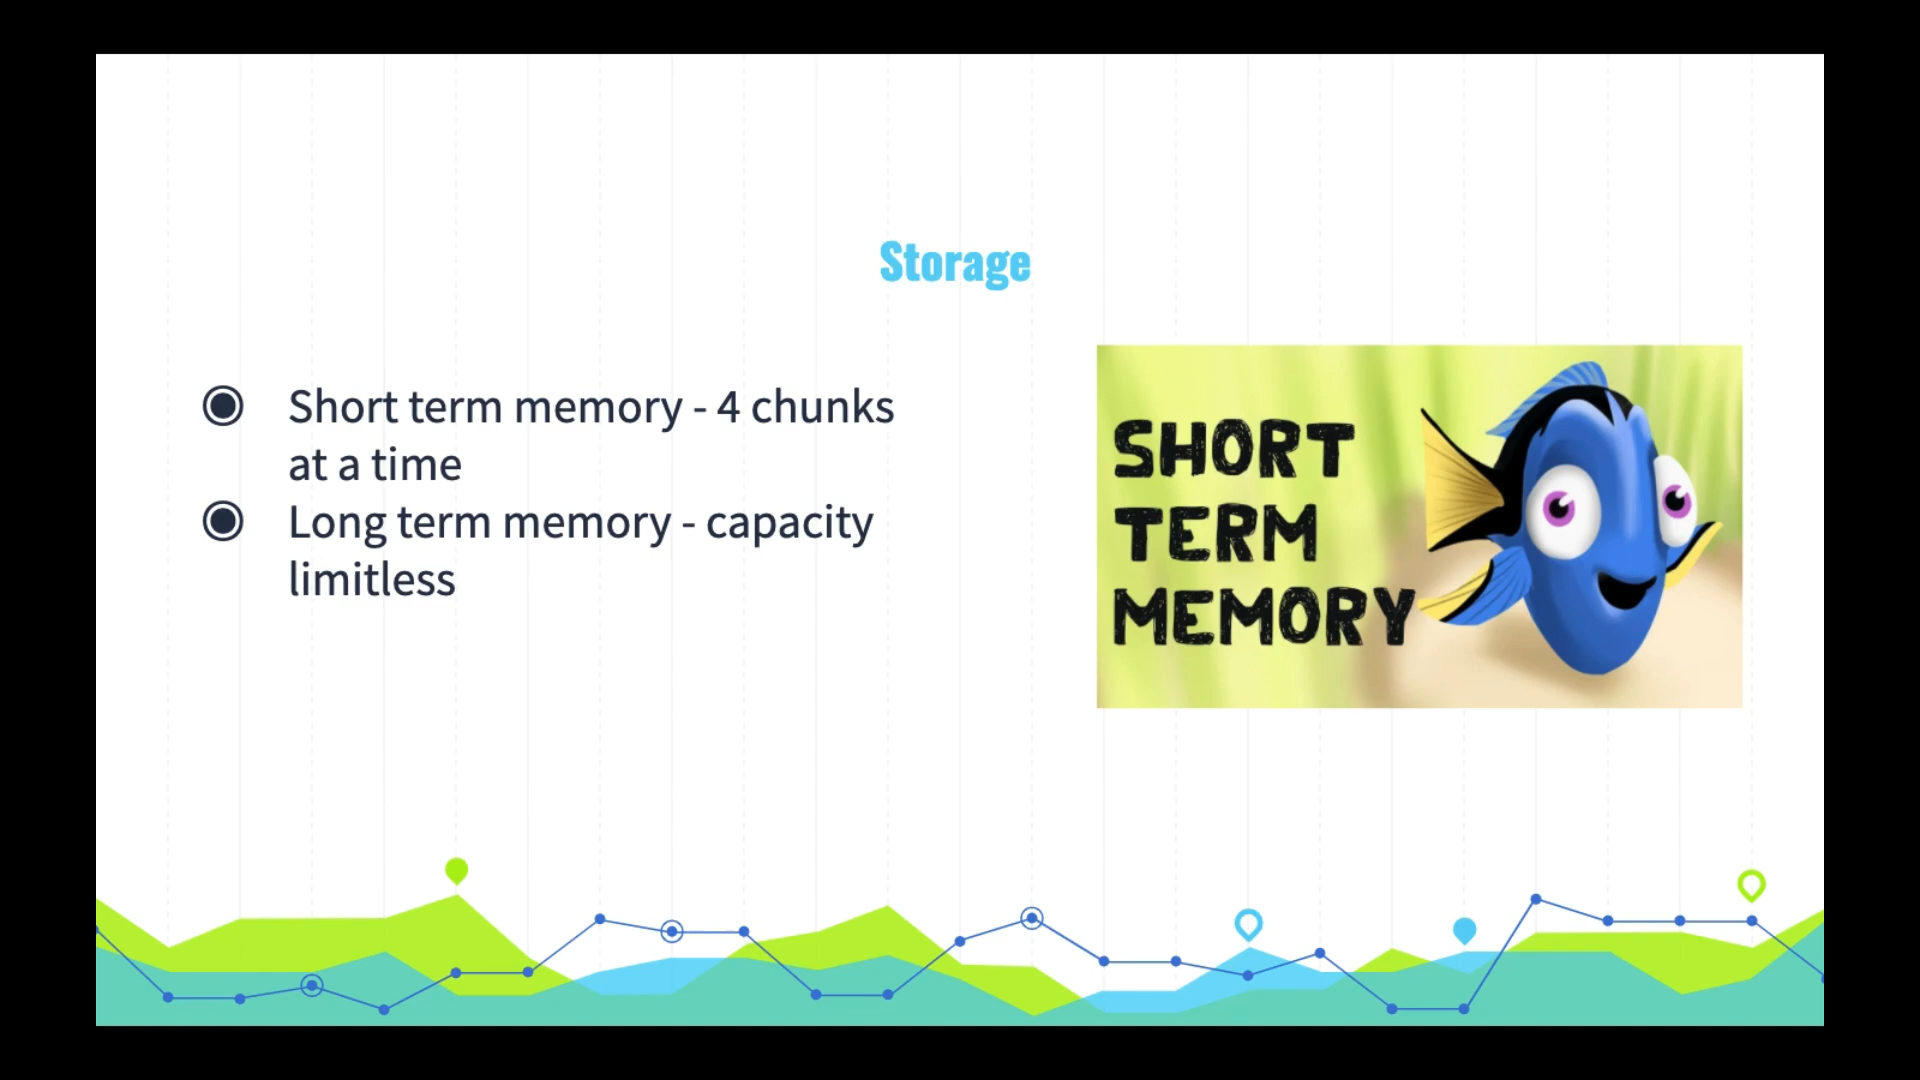 Storage
Short term memory - 4 chunks
at a time
Long term memory - capacity
limitless
SHORT
TERM
MEMORY